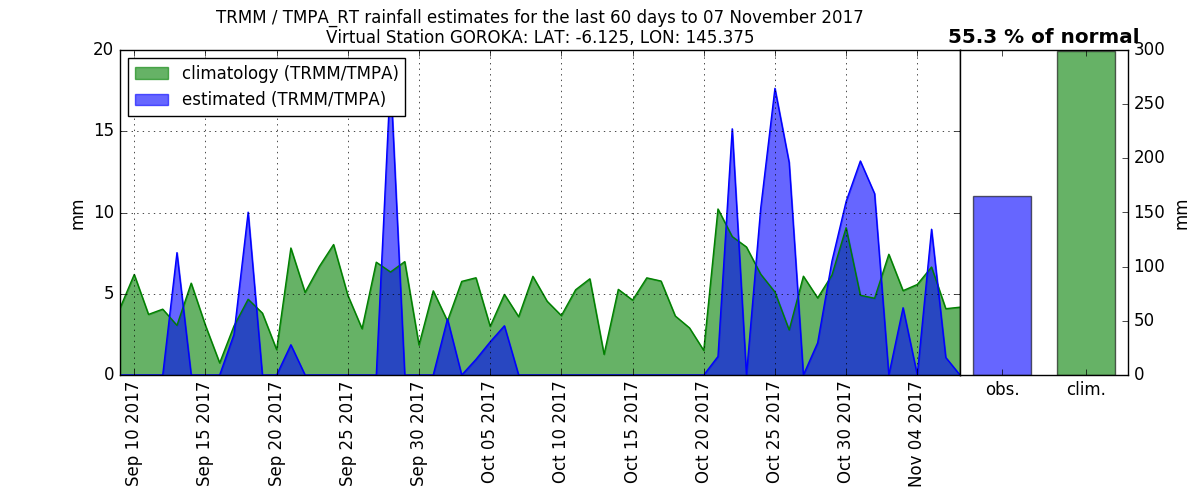 TRMM / TMPA_RT rainfall estimates for the last 60 days to 07 November 2017
Virtual Station GOROKA: LAT: -6.125, LON: 145.375
55.3 % of normal
climatology (TRMM/TMPA)
estimated (TRMM/TMPA)
20
15
10
5
0
mm
300
250
200
150
100
50
0
mm
Sep 10 2017
Sep 15 2017
Sep 20 2017
Sep 25 2017
Sep 30 2017
Oct 05 2017
Oct 10 2017
Oct 15 2017
Oct 20 2017
Oct 25 2017
Oct 30 2017
Nov 04 2017
obs.
clim.